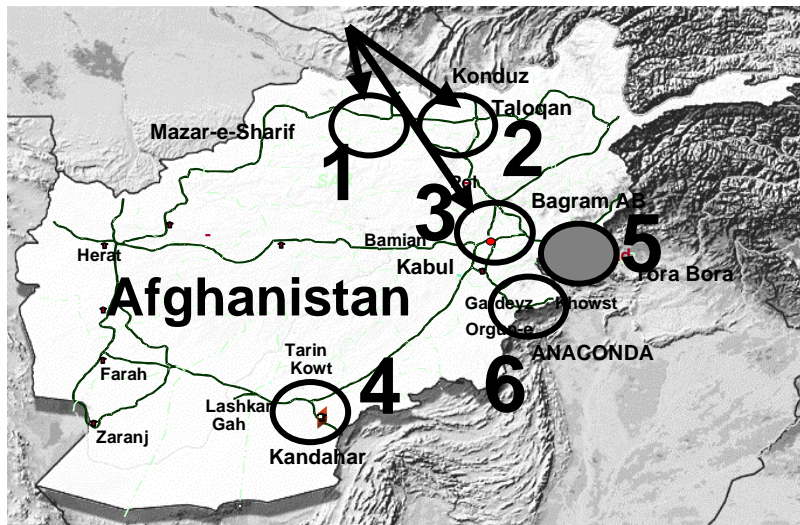 Konduz
Taloqan
Mazar-e-Sharif
1
2
3
Bagram AB
Bamian
5
Herat
Kabul
Tora Bora
Afghanistan
Gardeyz
Khowst
Orgun-e
ANACONDA
Tarin
Kowt
Farah
4
6
Lashkar
Gah
Zaranj
Kandahar